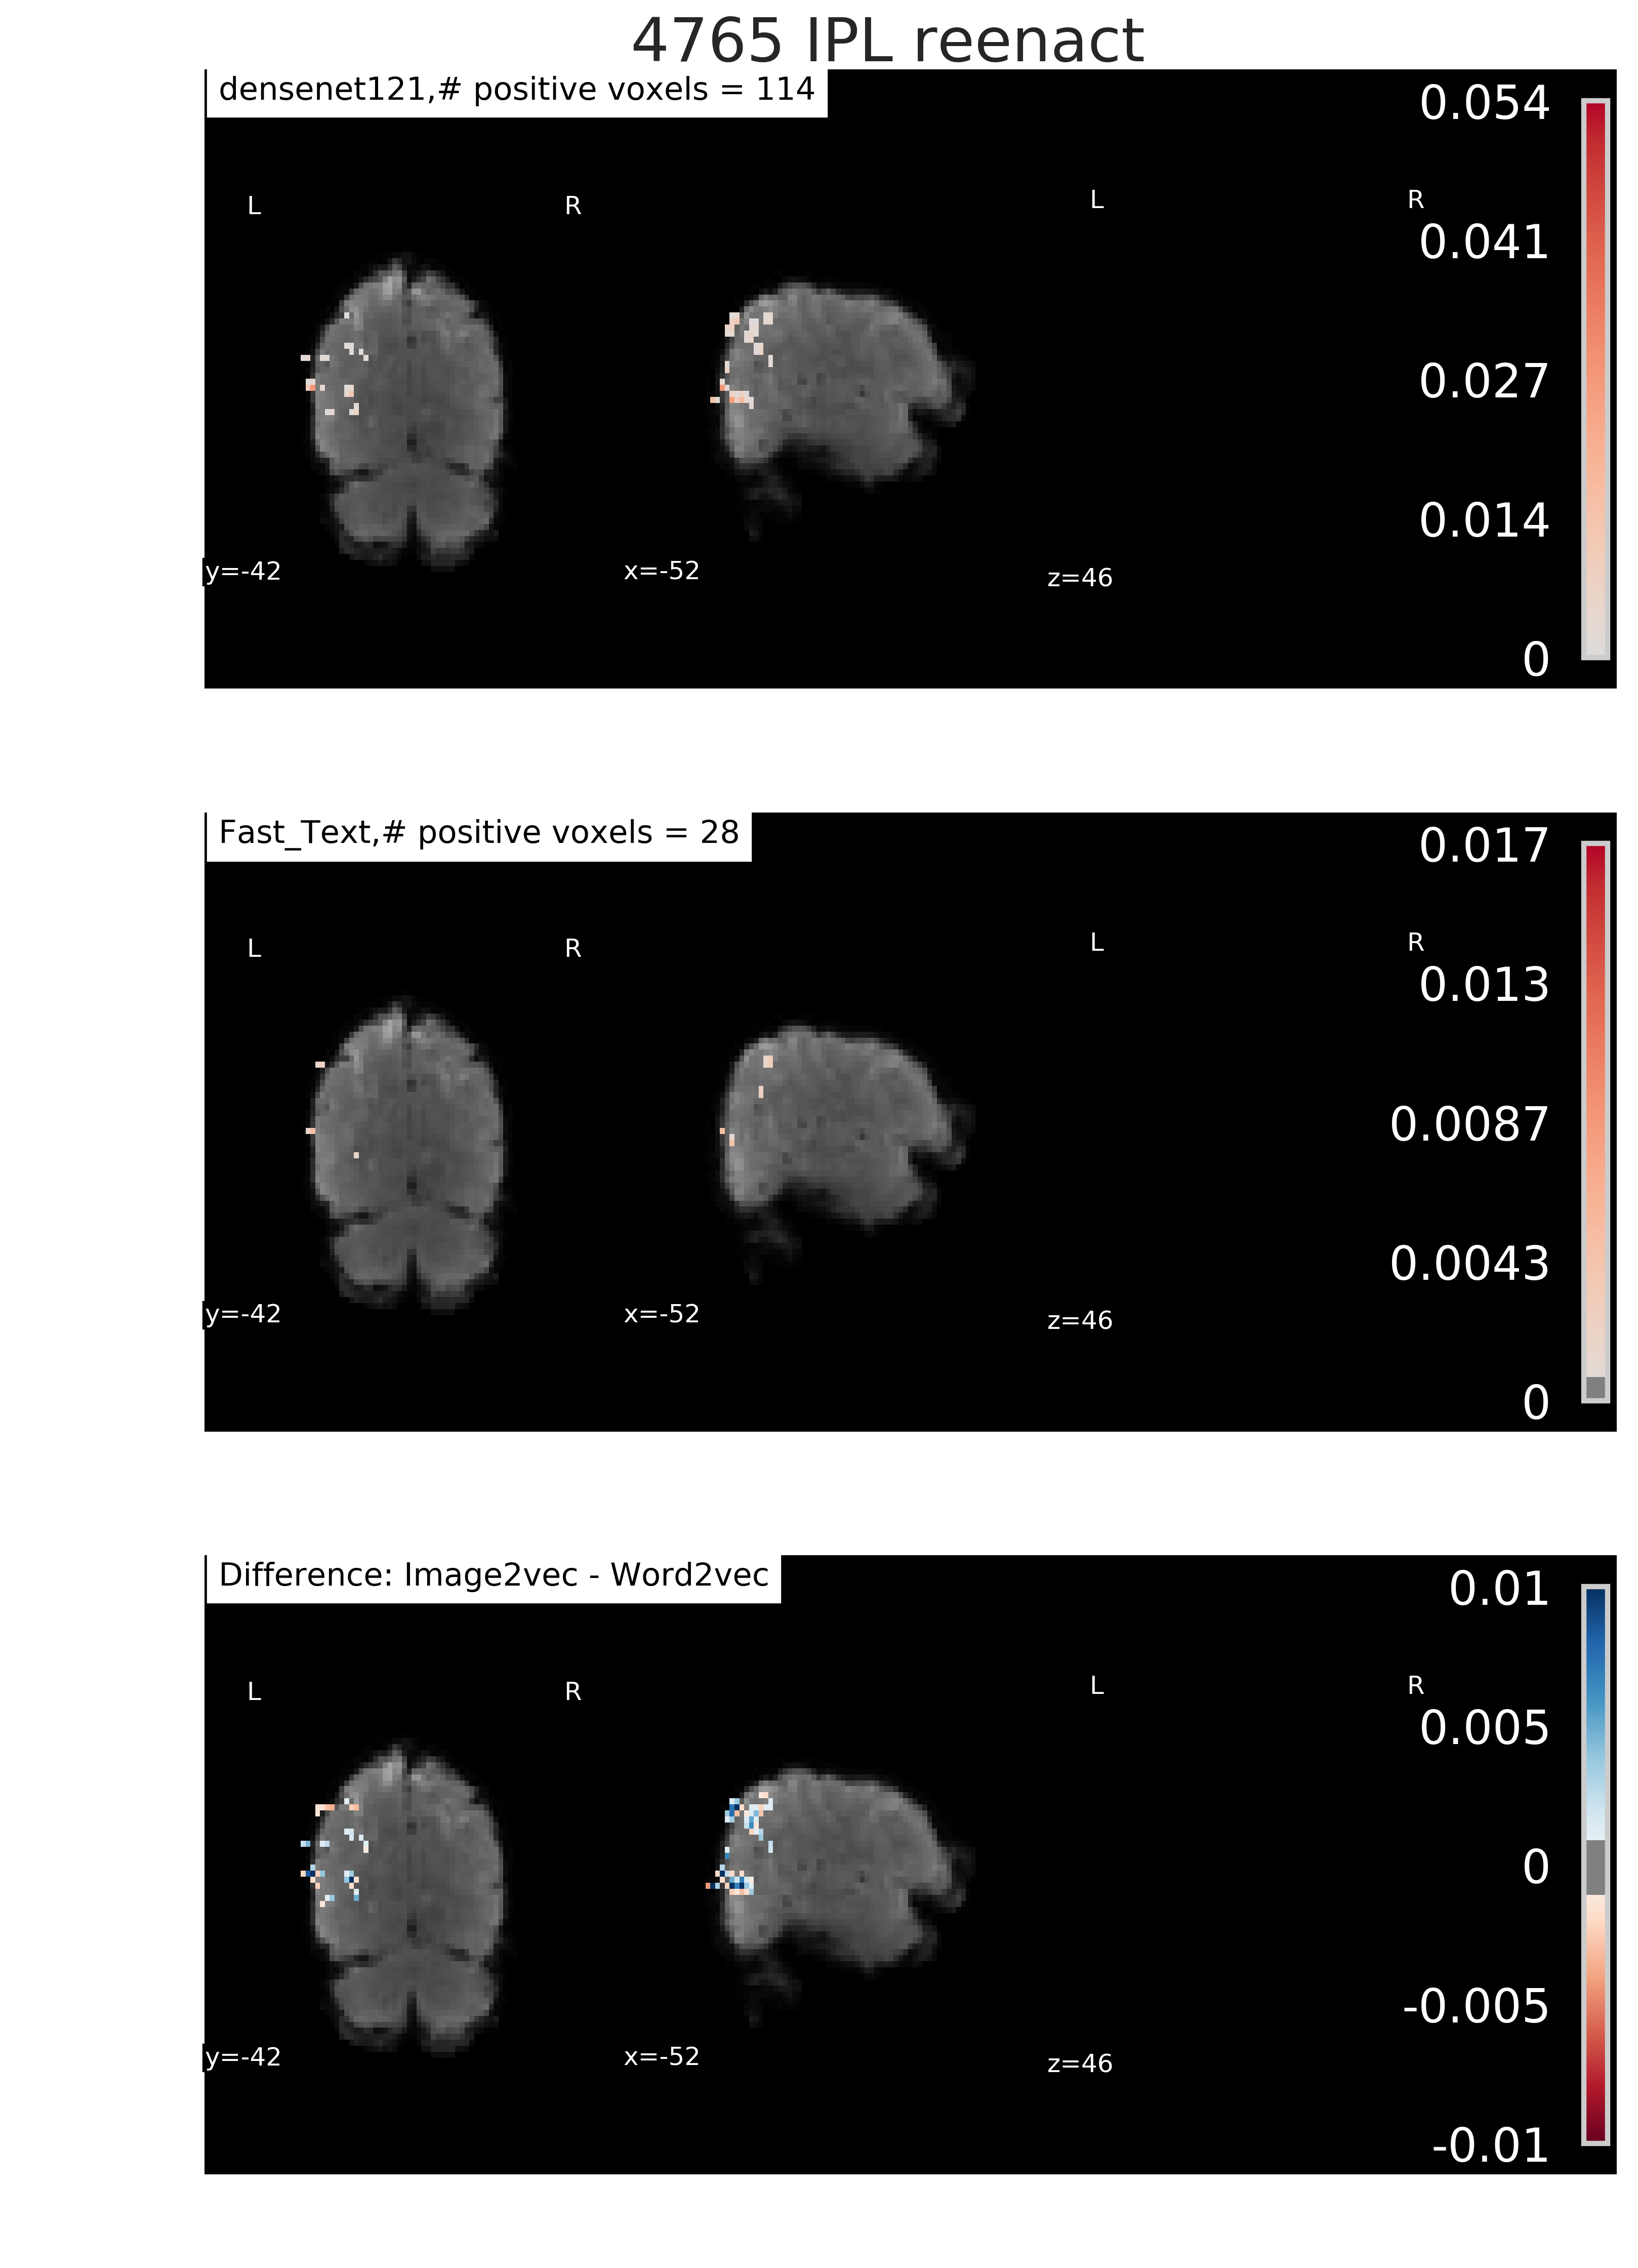 4765 IPL reenact
densenet121,# positive voxels = 114
0.054
L R L R
0.041
0.027
0.014
y=-42 x=-52 z=46
0
Fast_Text,# positive voxels = 28
0.017
L R L R
0.013
0.0087
0.0043
y=-42 x=-52 z=46
0
Difference: Image2vec - Word2vec
0.01
L R L R
0.005
0
-0.005
y=-42 x=-52 z=46
-0.01